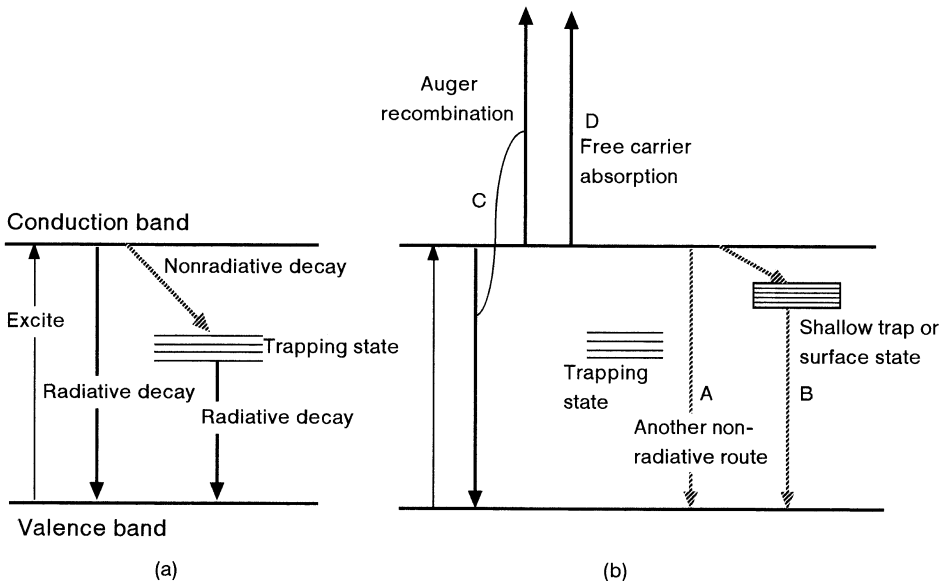 Conduction band
Excite
Nonradiative decay
Trapping state
Radiative decay
Radiative decay
Valence band
(a)
Auger
recombination
D
Free carrier
absorption
C
Shallow trap or
surface state
Trapping
state
A
B
Another non-
radiative route
(b)